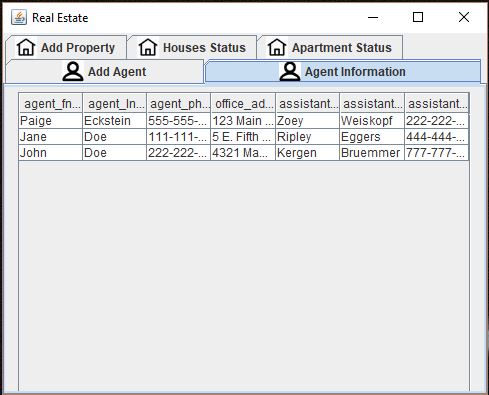 Real Estate
Add Property Houses Status Apartment Status
Add Agent Agent Information
agent_fn... agent_ln... agent_ph... office_ad... assistant... assistant... assistant...
Paige Eckstein 555-555-... 123 Main ... Zoey Weiskopf 222-222-...
Jane Doe 111-111-... 5 E. Fifth ... Ripley Eggers 444-444-...
John Doe 222-222-... 4321 Ma... Kergen Bruemmer 777-777-...